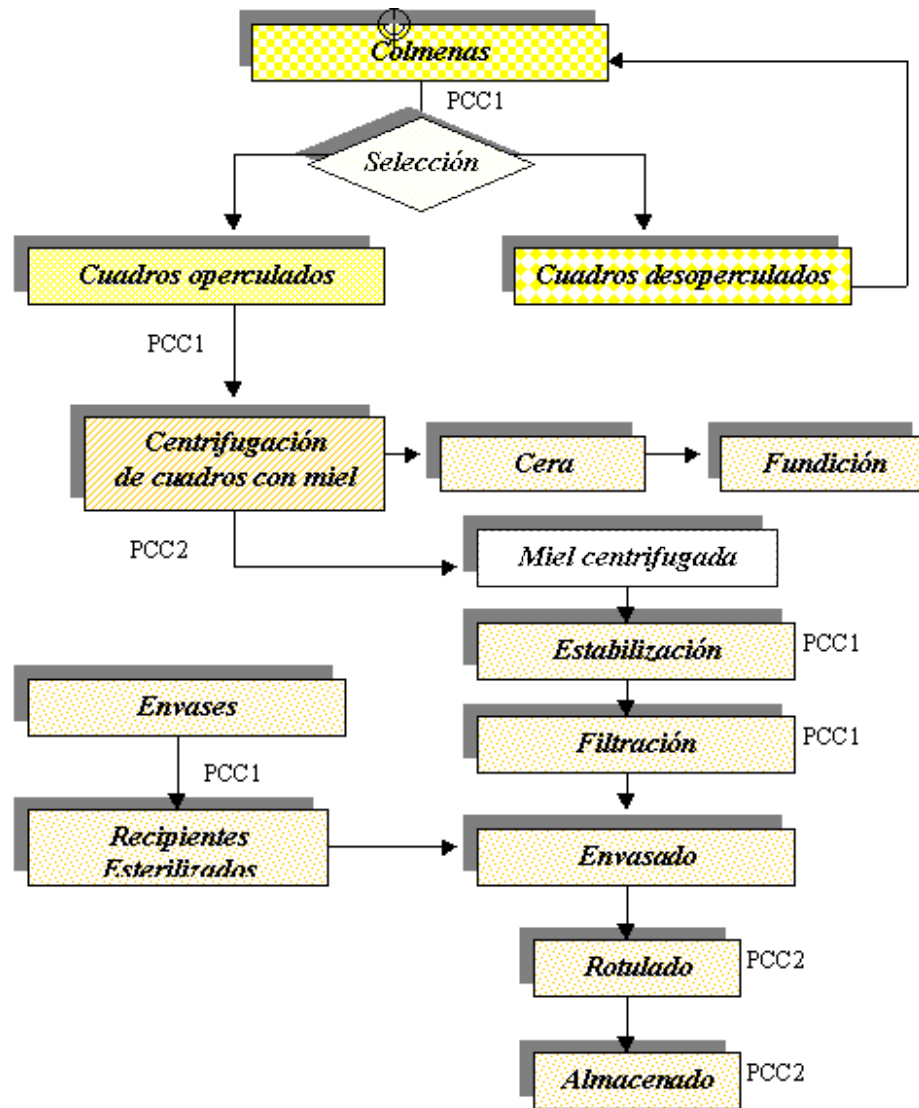 Colmenas
PCC1
Selección
Cuadros operculados
Cuadros desoperculados
PCC1
Centrifugación
de cuadros con miel
Cera
Fundición
PCC2
Miel centrifugada
Estabilización
PCC1
Envases
Filtración
PCC1
PCC1
Recipientes
Esterilizados
Envasado
Rotulado
PCC2
Almacenado
PCC2